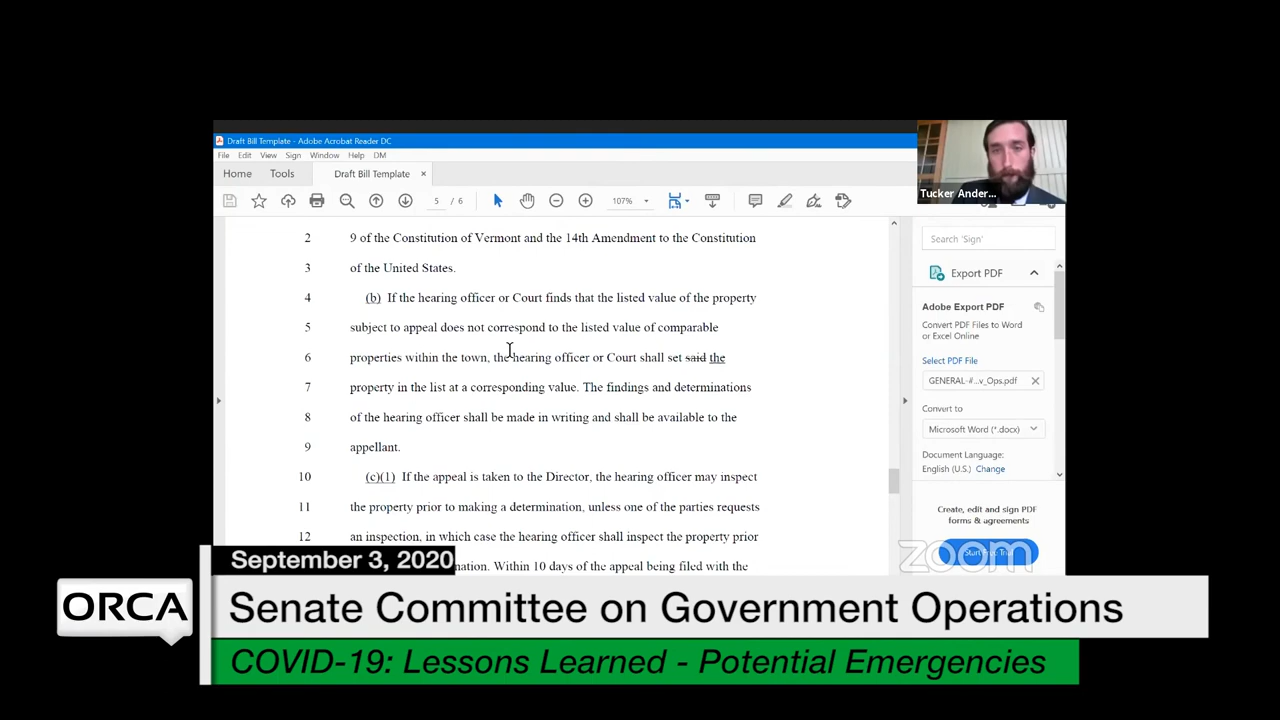 Draft Bill Template - Adobe Acrobat Reader DC
File Edit View Sign Window Help DM
Home Tools Draft Bill Template ×
5 / 6 107%
Tucker Ander...
2 9 of the Constitution of Vermont and the 14th Amendment to the Constitution
3 of the United States.
4 (b) If the hearing officer or Court finds that the listed value of the property
5 subject to appeal does not correspond to the listed value of comparable
6 properties within the town, the hearing officer or Court shall set said the
7 property in the list at a corresponding value. The findings and determinations
8 of the hearing officer shall be made in writing and shall be available to the
9 appellant.
10 (c)(1) If the appeal is taken to the Director, the hearing officer may inspect
11 the property prior to making a determination, unless one of the parties requests
12 an inspection, in which case the hearing officer shall inspect the property prior
nation. Within 10 days of the appeal being filed with the
Search 'Sign'
Export PDF
Adobe Export PDF
Convert PDF Files to Word
or Excel Online
Select PDF File
GENERAL-#...v_Ops.pdf
Convert to
Microsoft Word (*.docx)
Document Language:
English (U.S.) Change
Create, edit and sign PDF
forms & agreements
Start Free Trial
zoom
September 3, 2020
ORCA
Senate Committee on Government Operations
COVID-19: Lessons Learned - Potential Emergencies